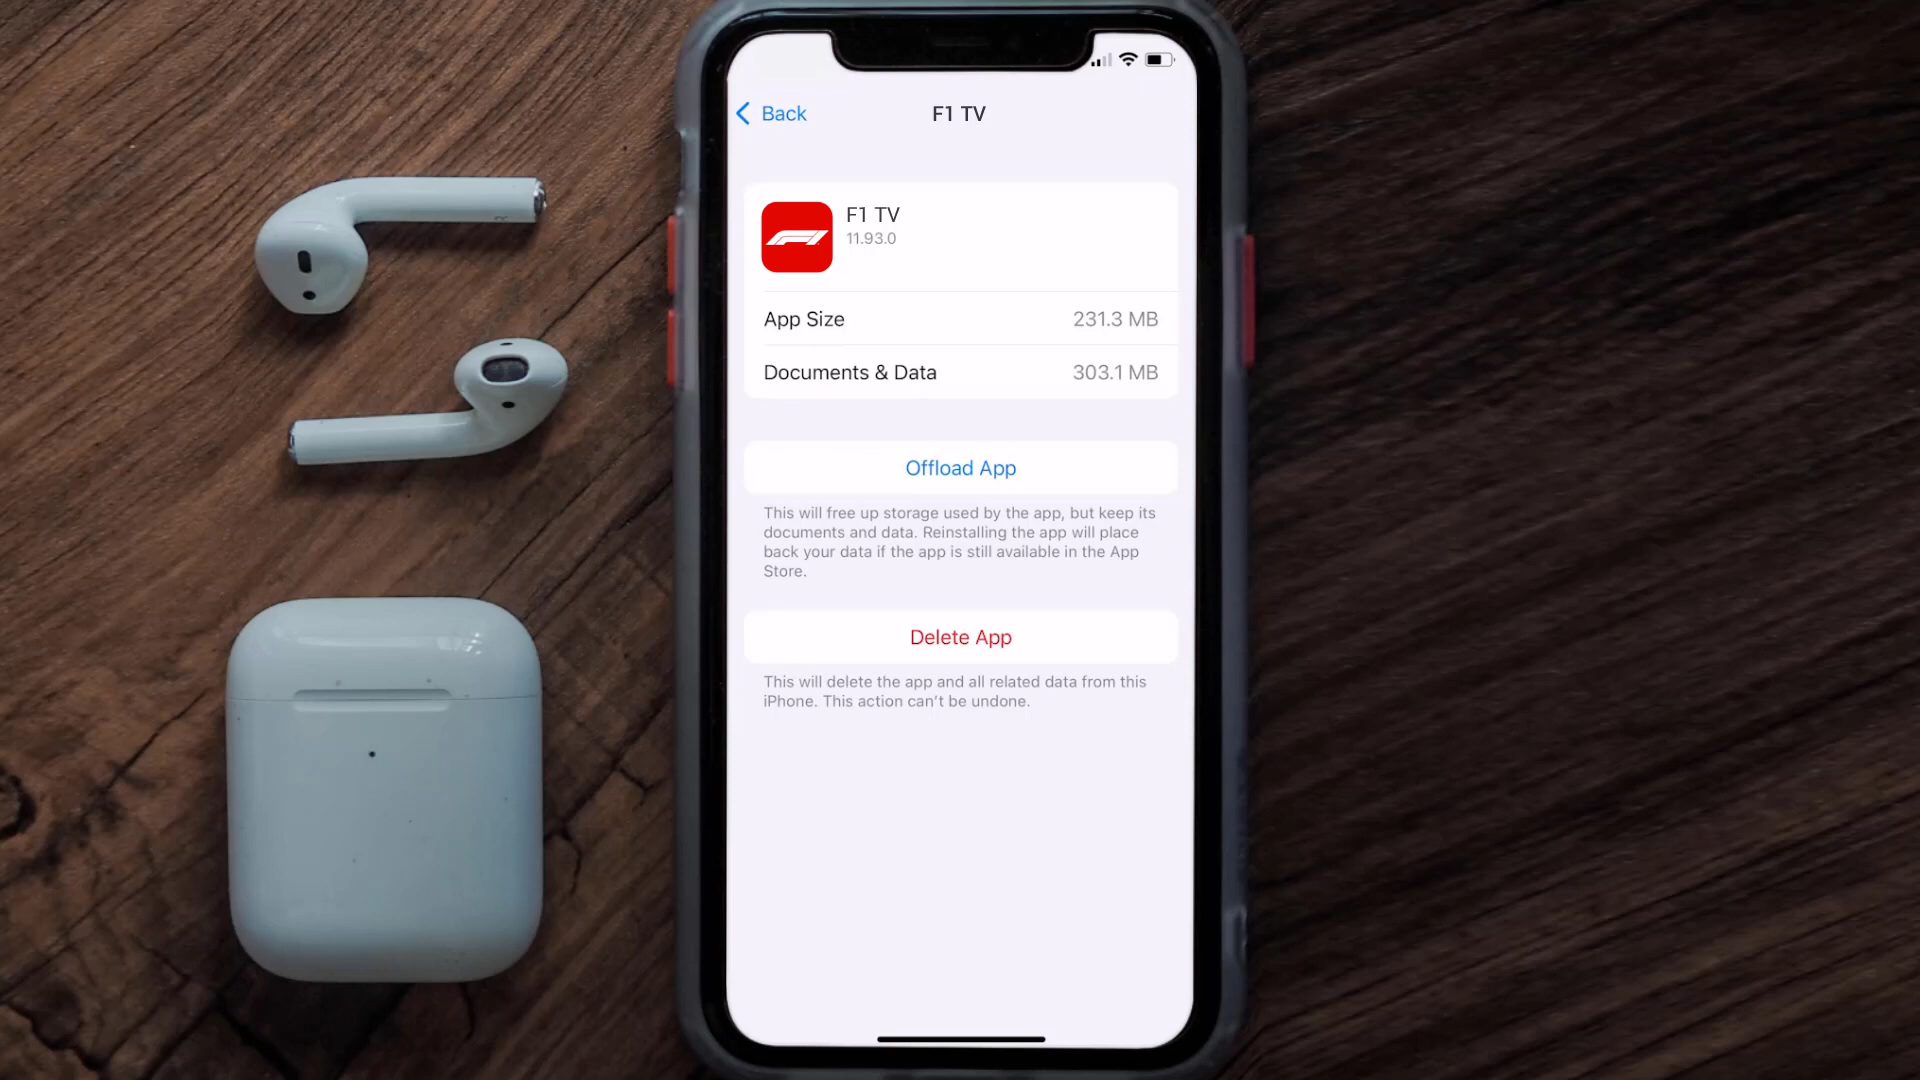 Back
F1 TV
F1 TV
11.93.0
App Size 231.3 MB
Documents & Data 303.1 MB
Offload App
This will free up storage used by the app, but keep its
documents and data. Reinstalling the app will place
back your data if the app is still available in the App
Store.
Delete App
This will delete the app and all related data from this
iPhone. This action can't be undone.